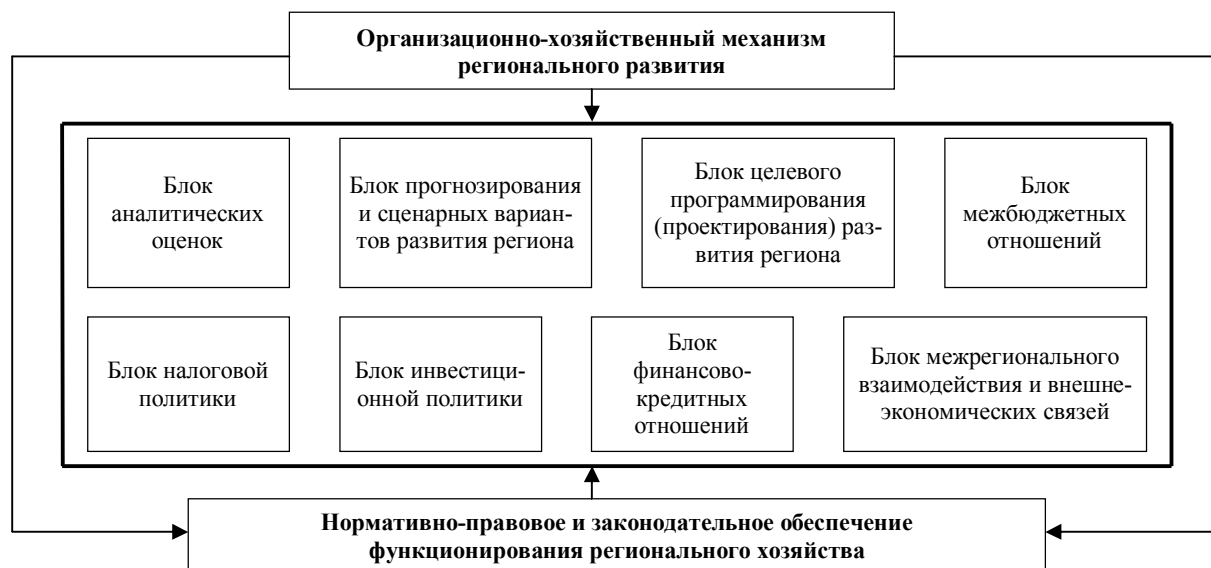 Организационно-хозяйственный механизм
регионального развития
Блок
аналитических
оценок
Блок прогнозирования
и сценарных вариан-
тов развития региона
Блок целевого
программирования
(проектирования) раз-
вития региона
Блок
межбюджетных
отношений
Блок налоговой
политики
Блок инвестици-
онной политики
Блок
финансово-
кредитных
отношений
Блок межрегионального
взаимодействия и внешне-
экономических связей
Нормативно-правовое и законодательное обеспечение
функционирования регионального хозяйства